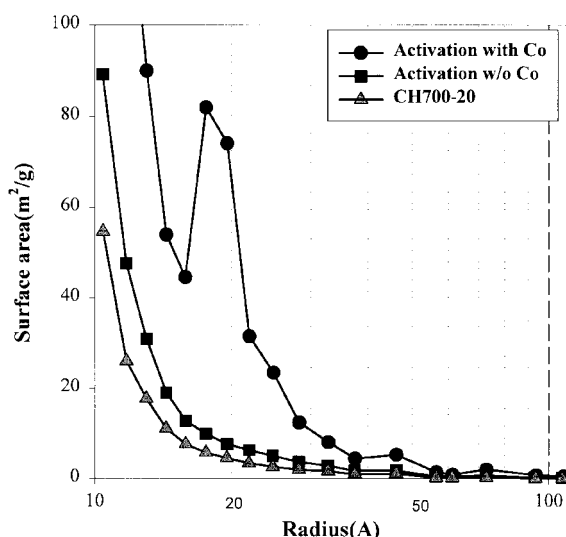 100
80
60
40
20
0
Surface area(m²/g)
Activation with Co
Activation w/o Co
CH700-20
10
20
50
100
Radius(A)